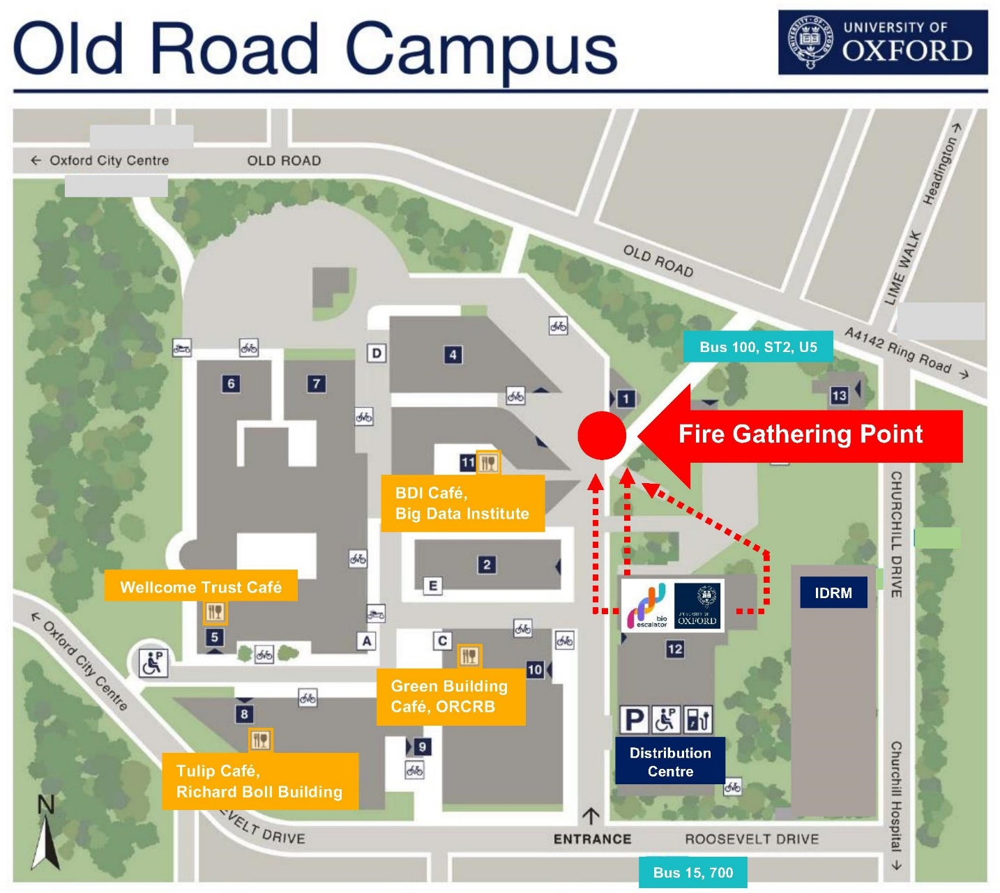 Old Road Campus
UNIVERSITY OF
OXFORD
← Oxford City Centre
OLD ROAD
Headington →
OLD ROAD
LIME WALK
A4142 Ring Road →
Bus 100, ST2, U5
D
4
6
7
1
13
Fire Gathering Point
11
BDI Café,
Big Data Institute
CHURCHILL DRIVE
2
E
Wellcome Trust Café
IDRM
bio
escalator
UNIVERSITY OF
OXFORD
5
A
C
12
← Oxford City Centre
P
10
Green Building
Café, ORCRB
8
P
P
9
Distribution
Centre
Tulip Café,
Richard Boll Building
Churchill Hospital →
N
EVELT DRIVE
ENTRANCE
ROOSEVELT DRIVE
Bus 15, 700